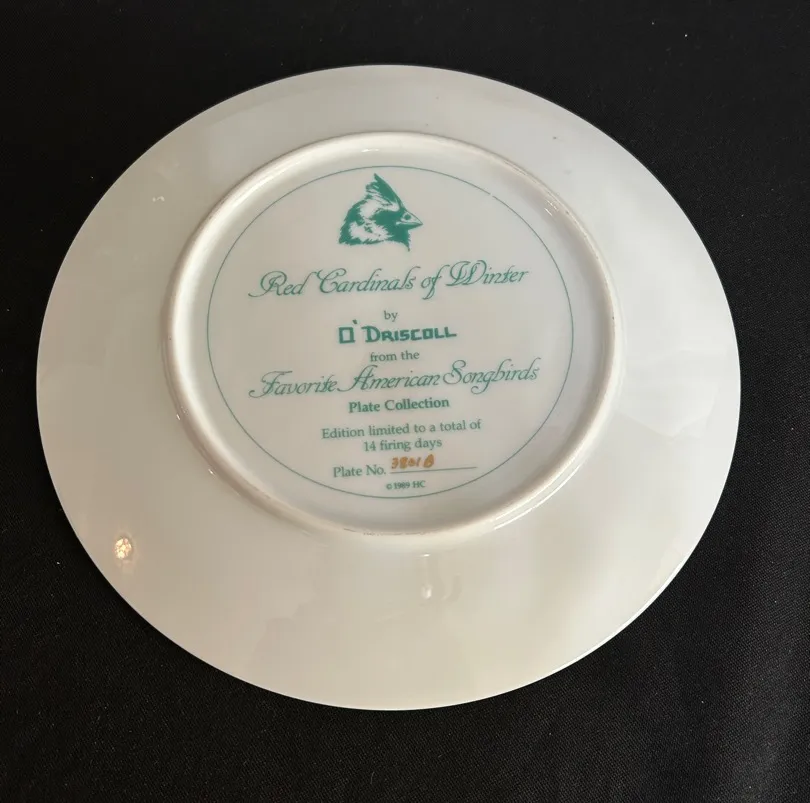 Red Cardinals of Winter
by
O'DRISCOLL
from the
Favorite American Songbirds
Plate Collection
Edition limited to a total of
14 firing days
Plate No. 3801 B
© 1989 HC